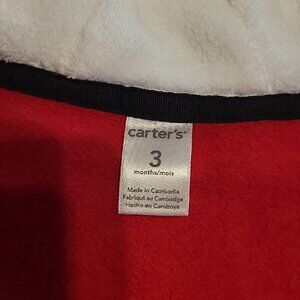 carter's
3
months/mois
Made in Cambodia
Fabriqué au Cambodge
Hecho en Camboya